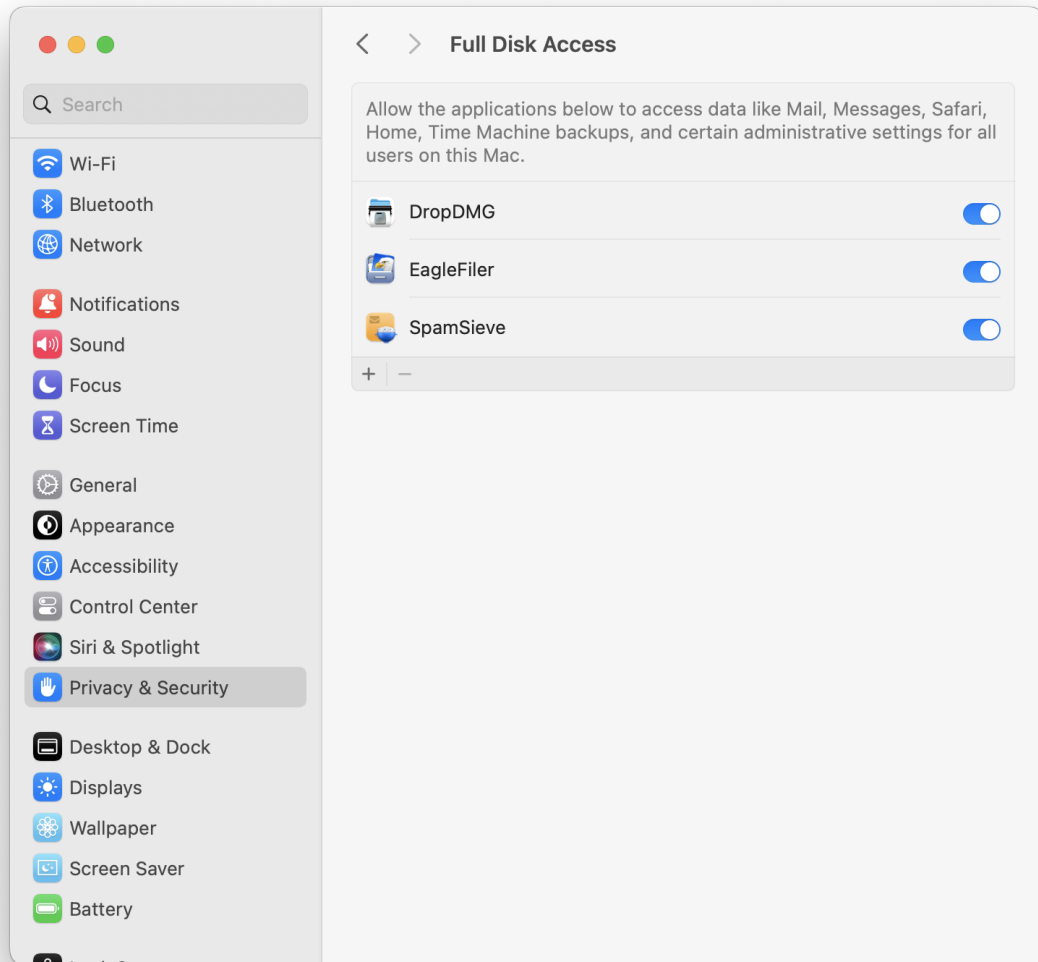 Search
Wi-Fi
Bluetooth
Network
Notifications
Sound
Focus
Screen Time
General
Appearance
Accessibility
Control Center
Siri & Spotlight
Privacy & Security
Desktop & Dock
Displays
Wallpaper
Screen Saver
Battery
Full Disk Access
Allow the applications below to access data like Mail, Messages, Safari,
Home, Time Machine backups, and certain administrative settings for all
users on this Mac.
DropDMG
EagleFiler
SpamSieve